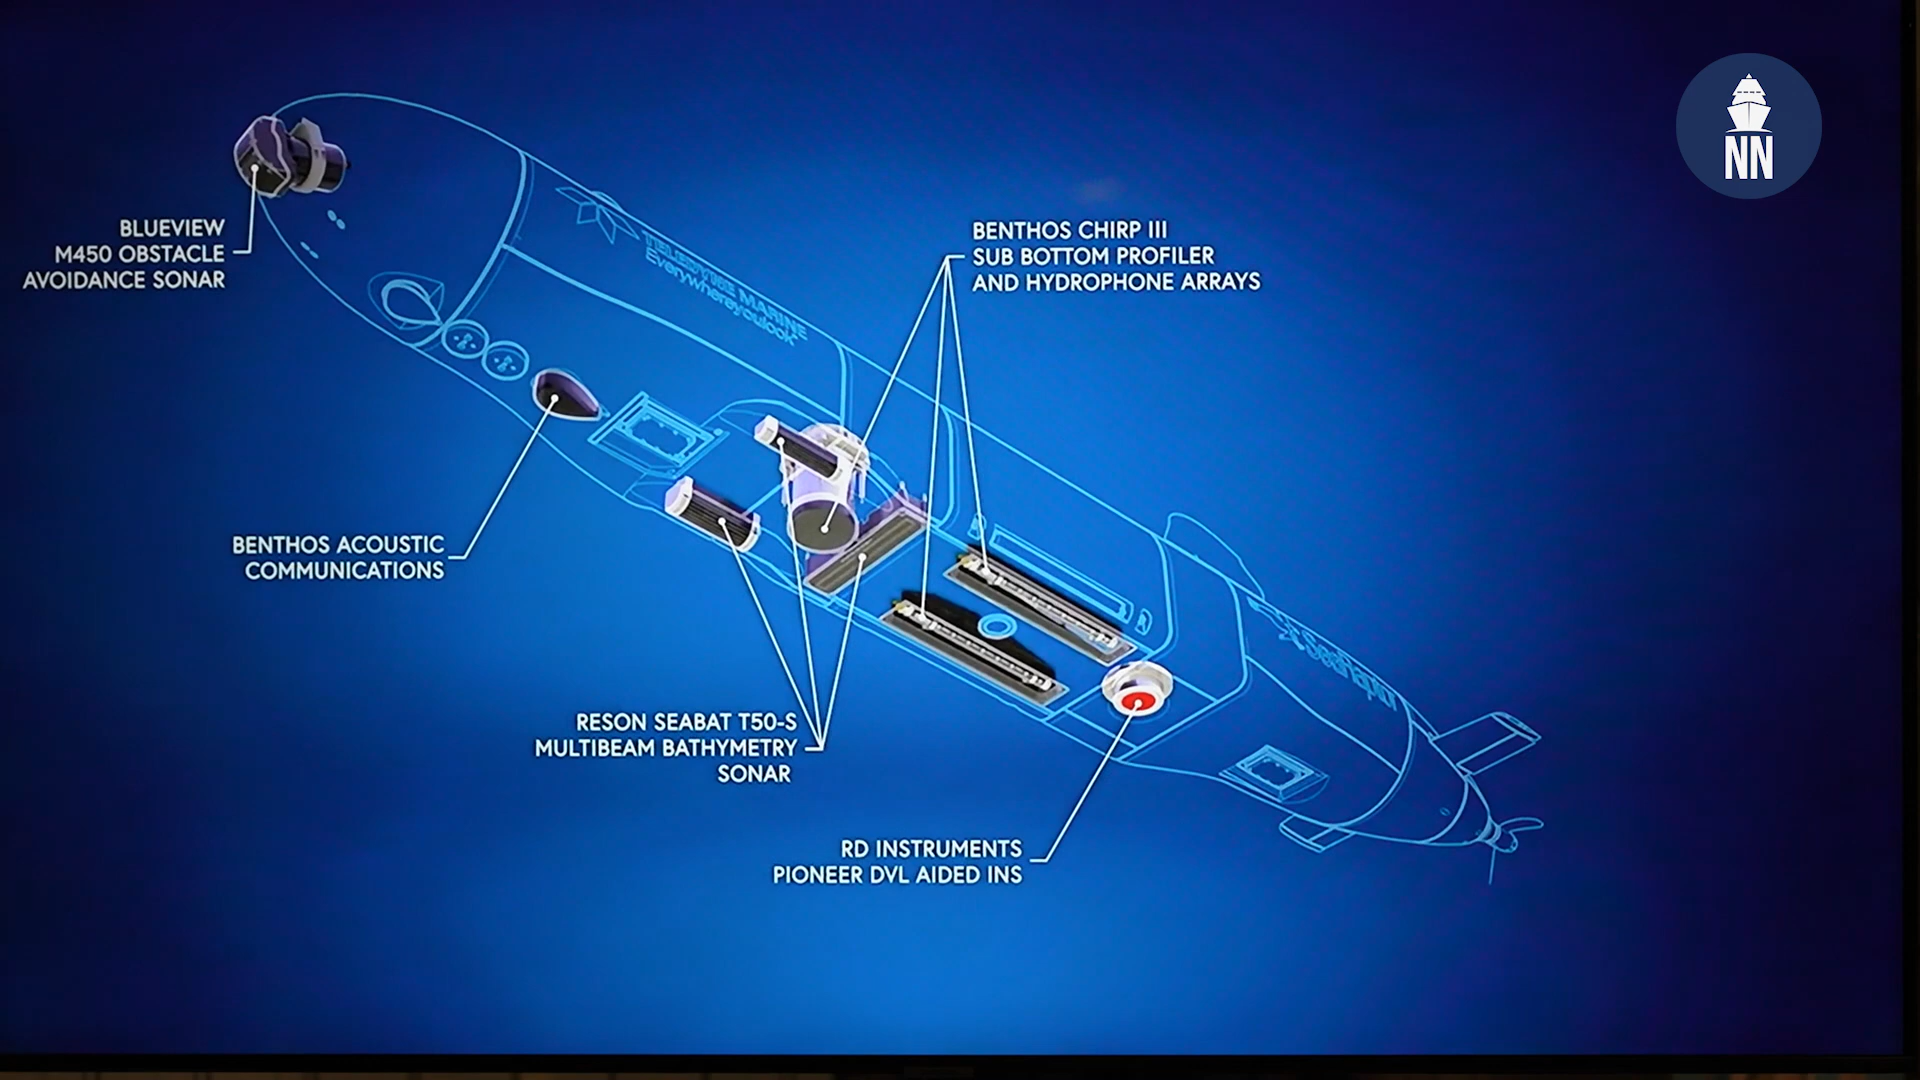 NN
BLUEVIEW
M450 OBSTACLE
AVOIDANCE SONAR
TELEDYNE MARINE
Everywhereyoulook
BENTHOS CHIRP III
SUB BOTTOM PROFILER
AND HYDROPHONE ARRAYS
BENTHOS ACOUSTIC
COMMUNICATIONS
SeaRaptor
RESON SEABAT T50-S
MULTIBEAM BATHYMETRY
SONAR
RD INSTRUMENTS
PIONEER DVL AIDED INS